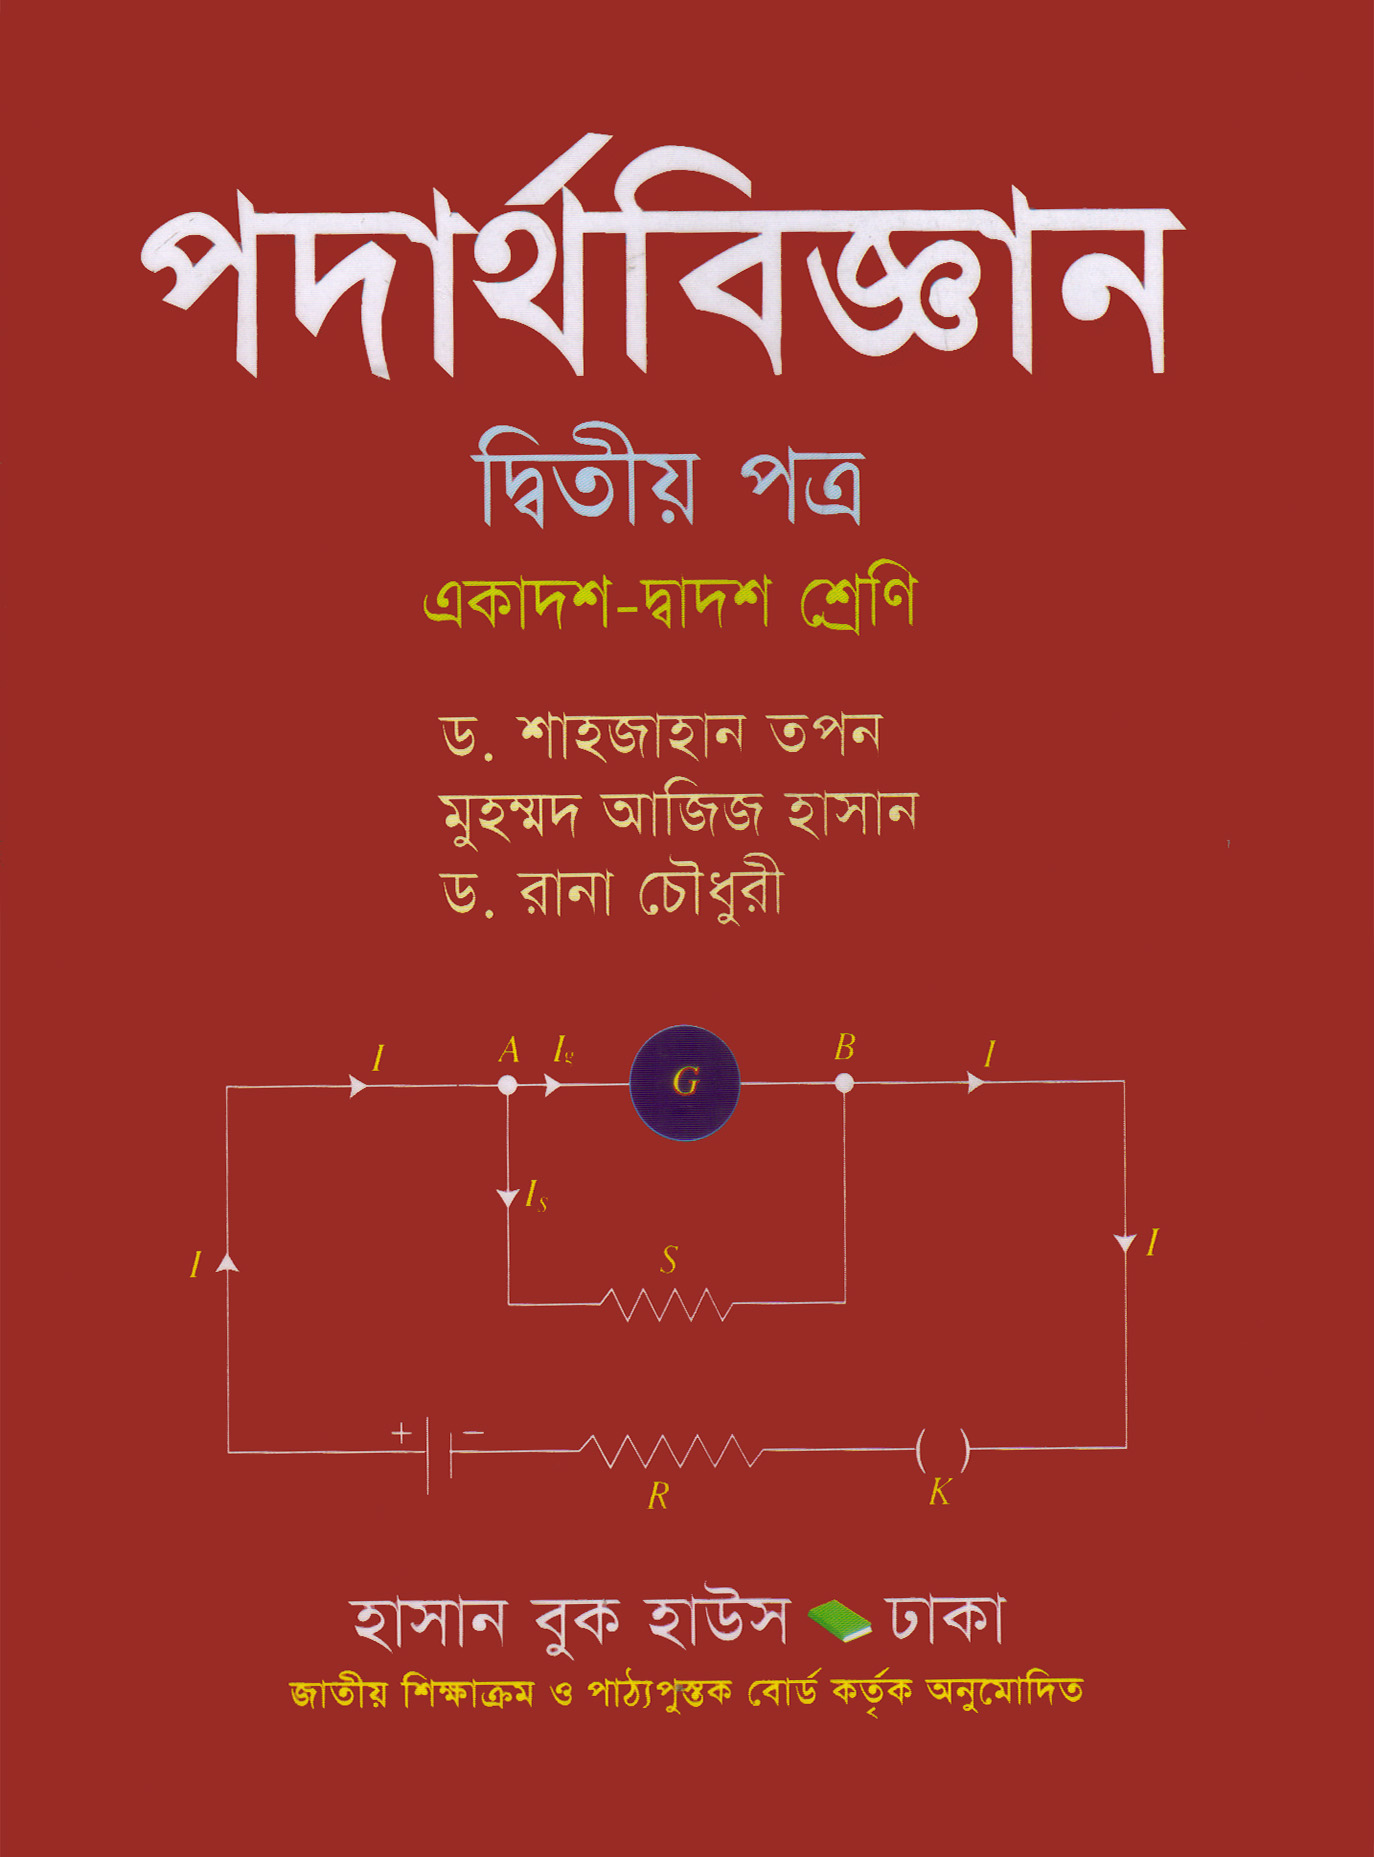 পদার্থবিজ্ঞান
দ্বিতীয় পত্র
একাদশ-দ্বাদশ শ্রেণি
ড. শাহজাহান তপন
মুহম্মদ আজিজ হাসান
ড. রানা চৌধুরী
I A Ig G B I
IS
S
I I
+ −
R K
হাসান বুক হাউস ঢাকা
জাতীয় শিক্ষাক্রম ও পাঠ্যপুস্তক বোর্ড কর্তৃক অনুমোদিত